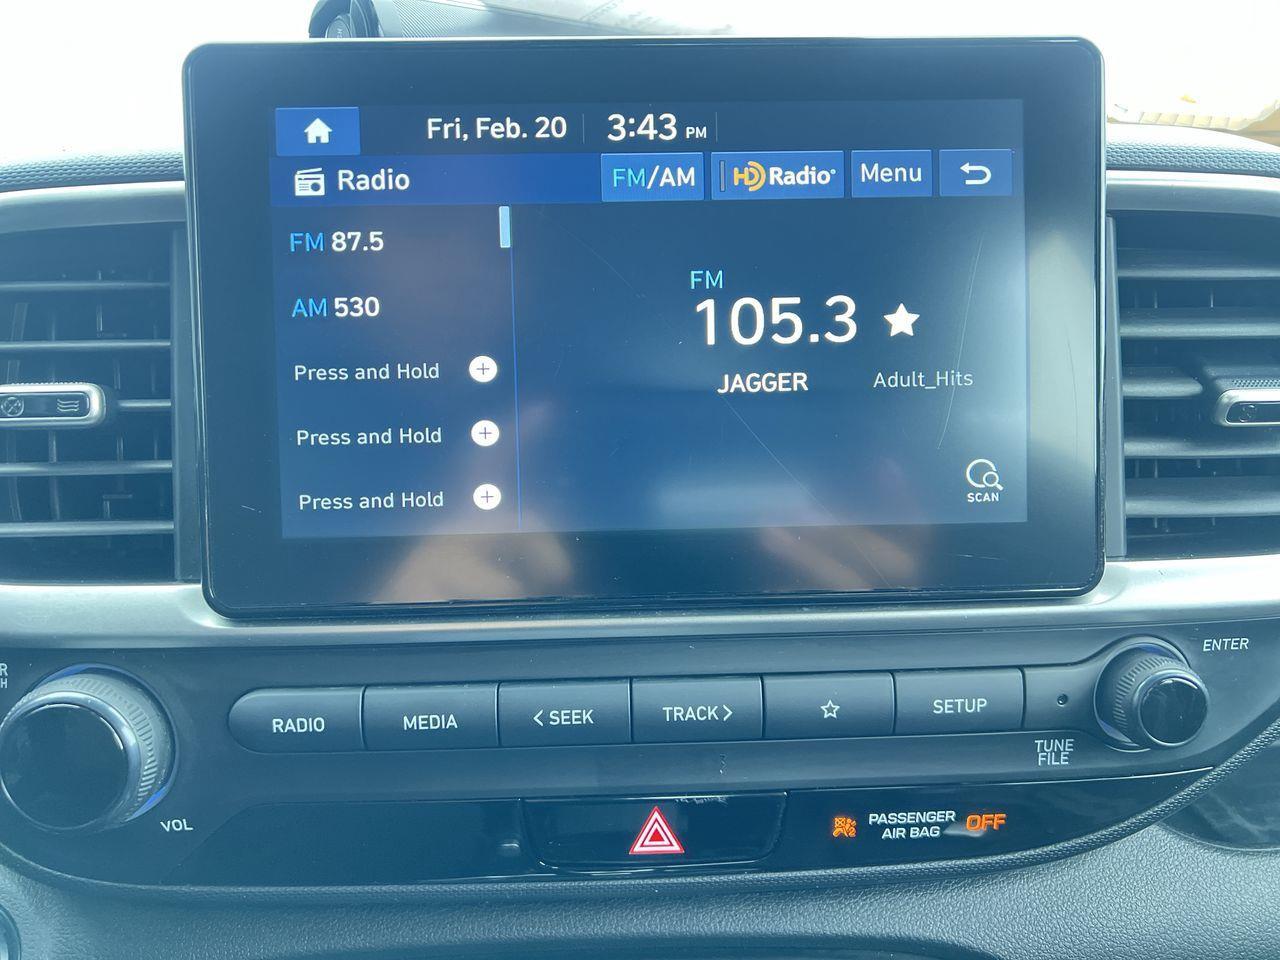 Fri, Feb. 20 3:43 PM
Radio FM/AM HD Radio Menu
FM 87.5
AM 530
Press and Hold
Press and Hold
Press and Hold
FM
105.3
JAGGER Adult_Hits
SCAN
VOL
RADIO MEDIA < SEEK TRACK > SETUP
ENTER
TUNE
FILE
PASSENGER
AIR BAG OFF